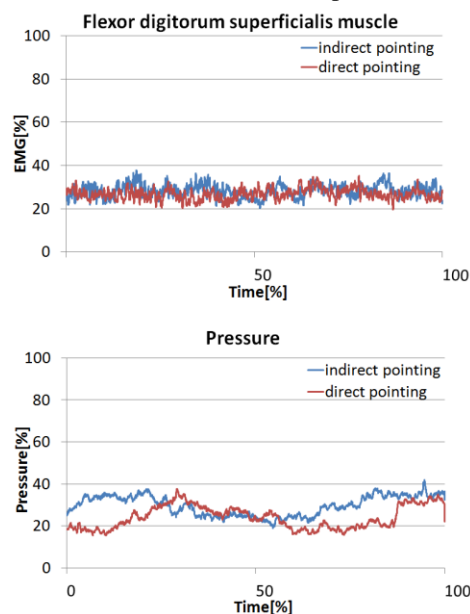 Flexor digitorum superficialis muscle
100
80
60
40
20
0
EMG[%]
indirect pointing
direct pointing
50
100
Time[%]
Pressure
100
80
60
40
20
0
Pressure[%]
indirect pointing
direct pointing
0
50
100
Time[%]